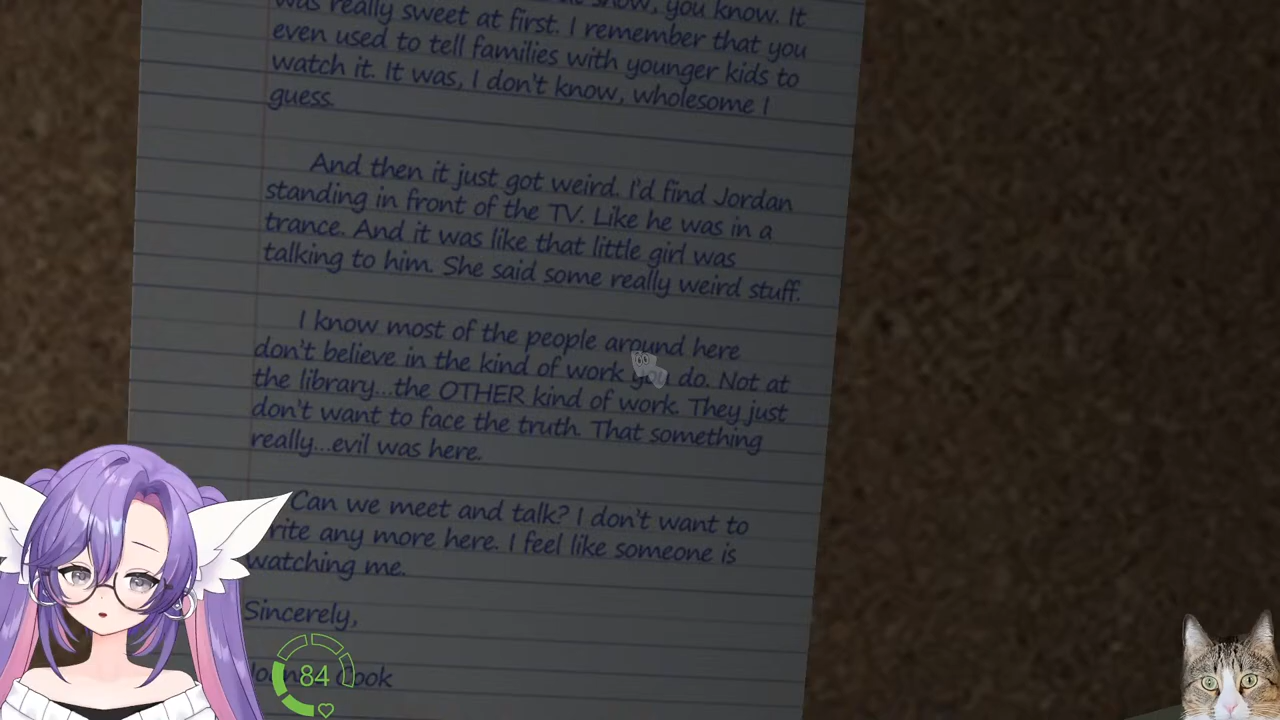 was really sweet at first. I remember that you
even used to tell families with younger kids to
watch it. It was, I don't know, wholesome I
guess.
And then it just got weird. I'd find Jordan
standing in front of the TV. Like he was in a
trance. And it was like that little girl was
talking to him. She said some really weird stuff.
I know most of the people around here
don't believe in the kind of work you do. Not at
the library...the OTHER kind of work. They just
don't want to face the truth. That something
really...evil was here.
Can we meet and talk? I don't want to
write any more here. I feel like someone is
watching me.
Sincerely,
Cook
84